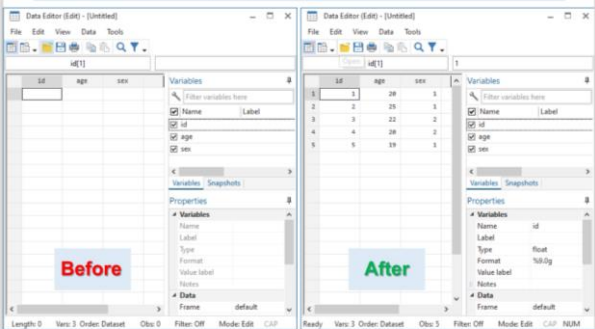 Data Editor (Edit) - [Untitled]
File Edit View Data Tools
id[1]
id age sex
Variables
Filter variables here
Name Label
id
age
sex
Variables Snapshots
Properties
Variables
Name
Label
Type
Format
Value label
Notes
Data
Frame default
Before
Length: 0 Vars: 3 Order: Dataset Obs: 0 Filter: Off Mode: Edit CAP
Data Editor (Edit) - [Untitled]
File Edit View Data Tools
Open id[1] 1
id age sex
1 1 20 1
2 2 25 1
3 3 22 2
4 4 20 2
5 5 19 1
Variables
Filter variables here
Name Label
id
age
sex
Variables Snapshots
Properties
Variables
Name id
Label
Type float
Format %9.0g
Value label
Notes
Data
Frame default
After
Ready Vars: 3 Order: Dataset Obs: 5 Filter: Off Mode: Edit CAP NUM